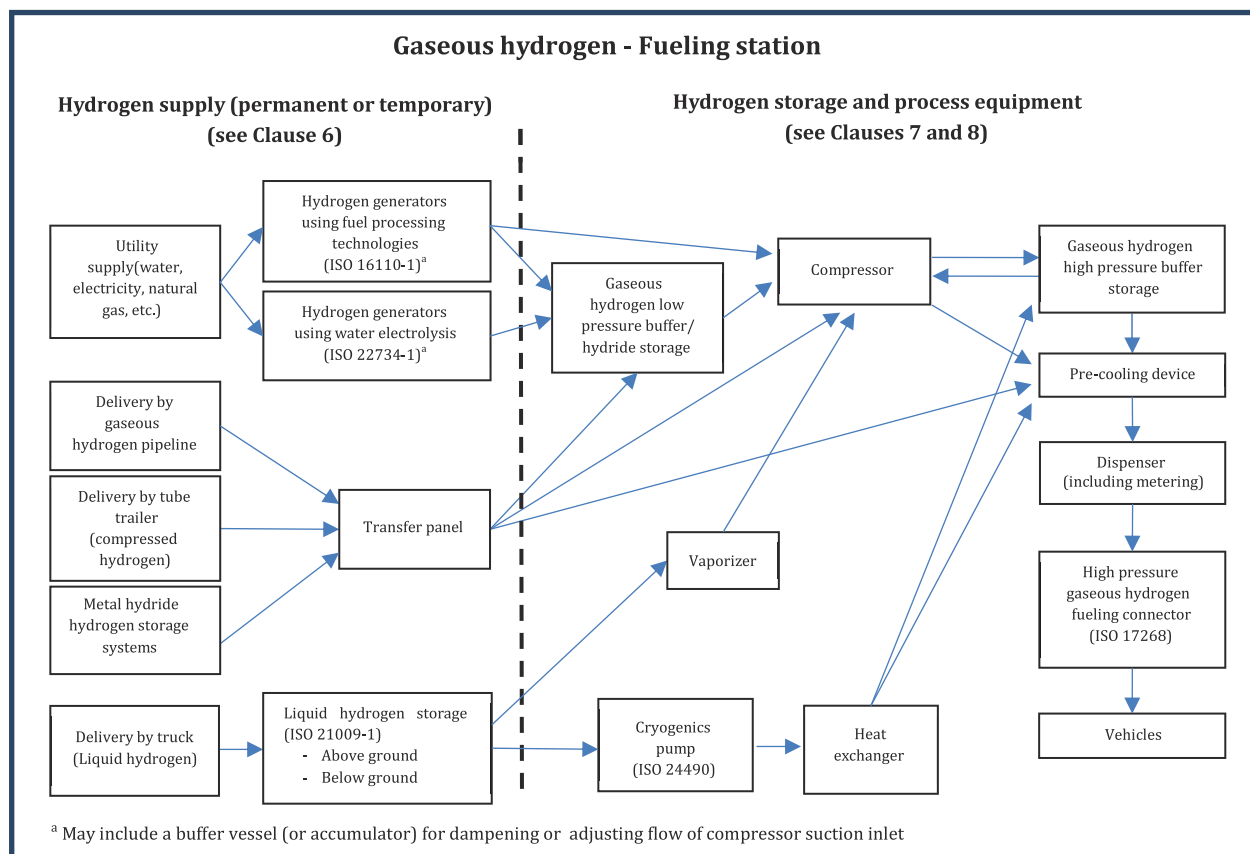 Gaseous hydrogen - Fueling station
Hydrogen supply (permanent or temporary)
(see Clause 6)
Hydrogen storage and process equipment
(see Clauses 7 and 8)
Utility
supply(water,
electricity, natural
gas, etc.)
Hydrogen generators
using fuel processing
technologies
(ISO 16110-1)a
Hydrogen generators
using water electrolysis
(ISO 22734-1)a
Gaseous
hydrogen low
pressure buffer/
hydride storage
Compressor
Gaseous hydrogen
high pressure buffer
storage
Pre-cooling device
Delivery by
gaseous
hydrogen pipeline
Delivery by tube
trailer
(compressed
hydrogen)
Metal hydride
hydrogen storage
systems
Transfer panel
Dispenser
(including metering)
Vaporizer
High pressure
gaseous hydrogen
fueling connector
(ISO 17268)
Delivery by truck
(Liquid hydrogen)
Liquid hydrogen storage
(ISO 21009-1)
- Above ground
- Below ground
Cryogenics
pump
(ISO 24490)
Heat
exchanger
Vehicles
a May include a buffer vessel (or accumulator) for dampening or adjusting flow of compressor suction inlet